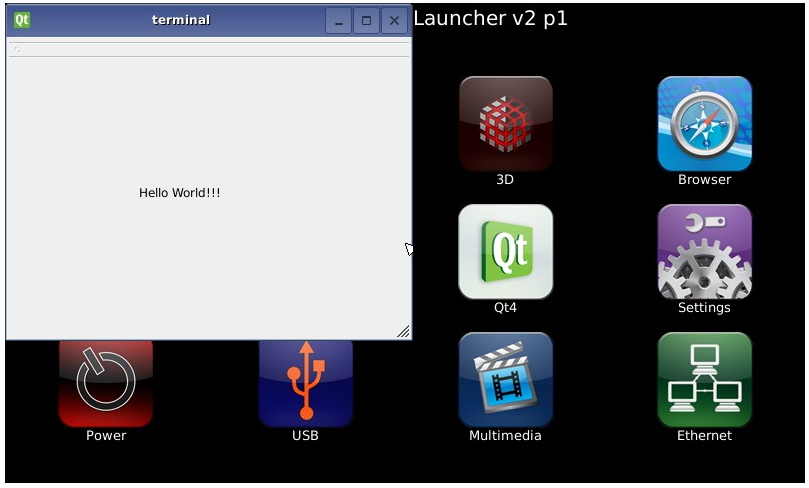 Qt terminal
Launcher v2 p1
Hello World!!!
3D
Browser
Qt
Qt4
Settings
Power
USB
Multimedia
Ethernet